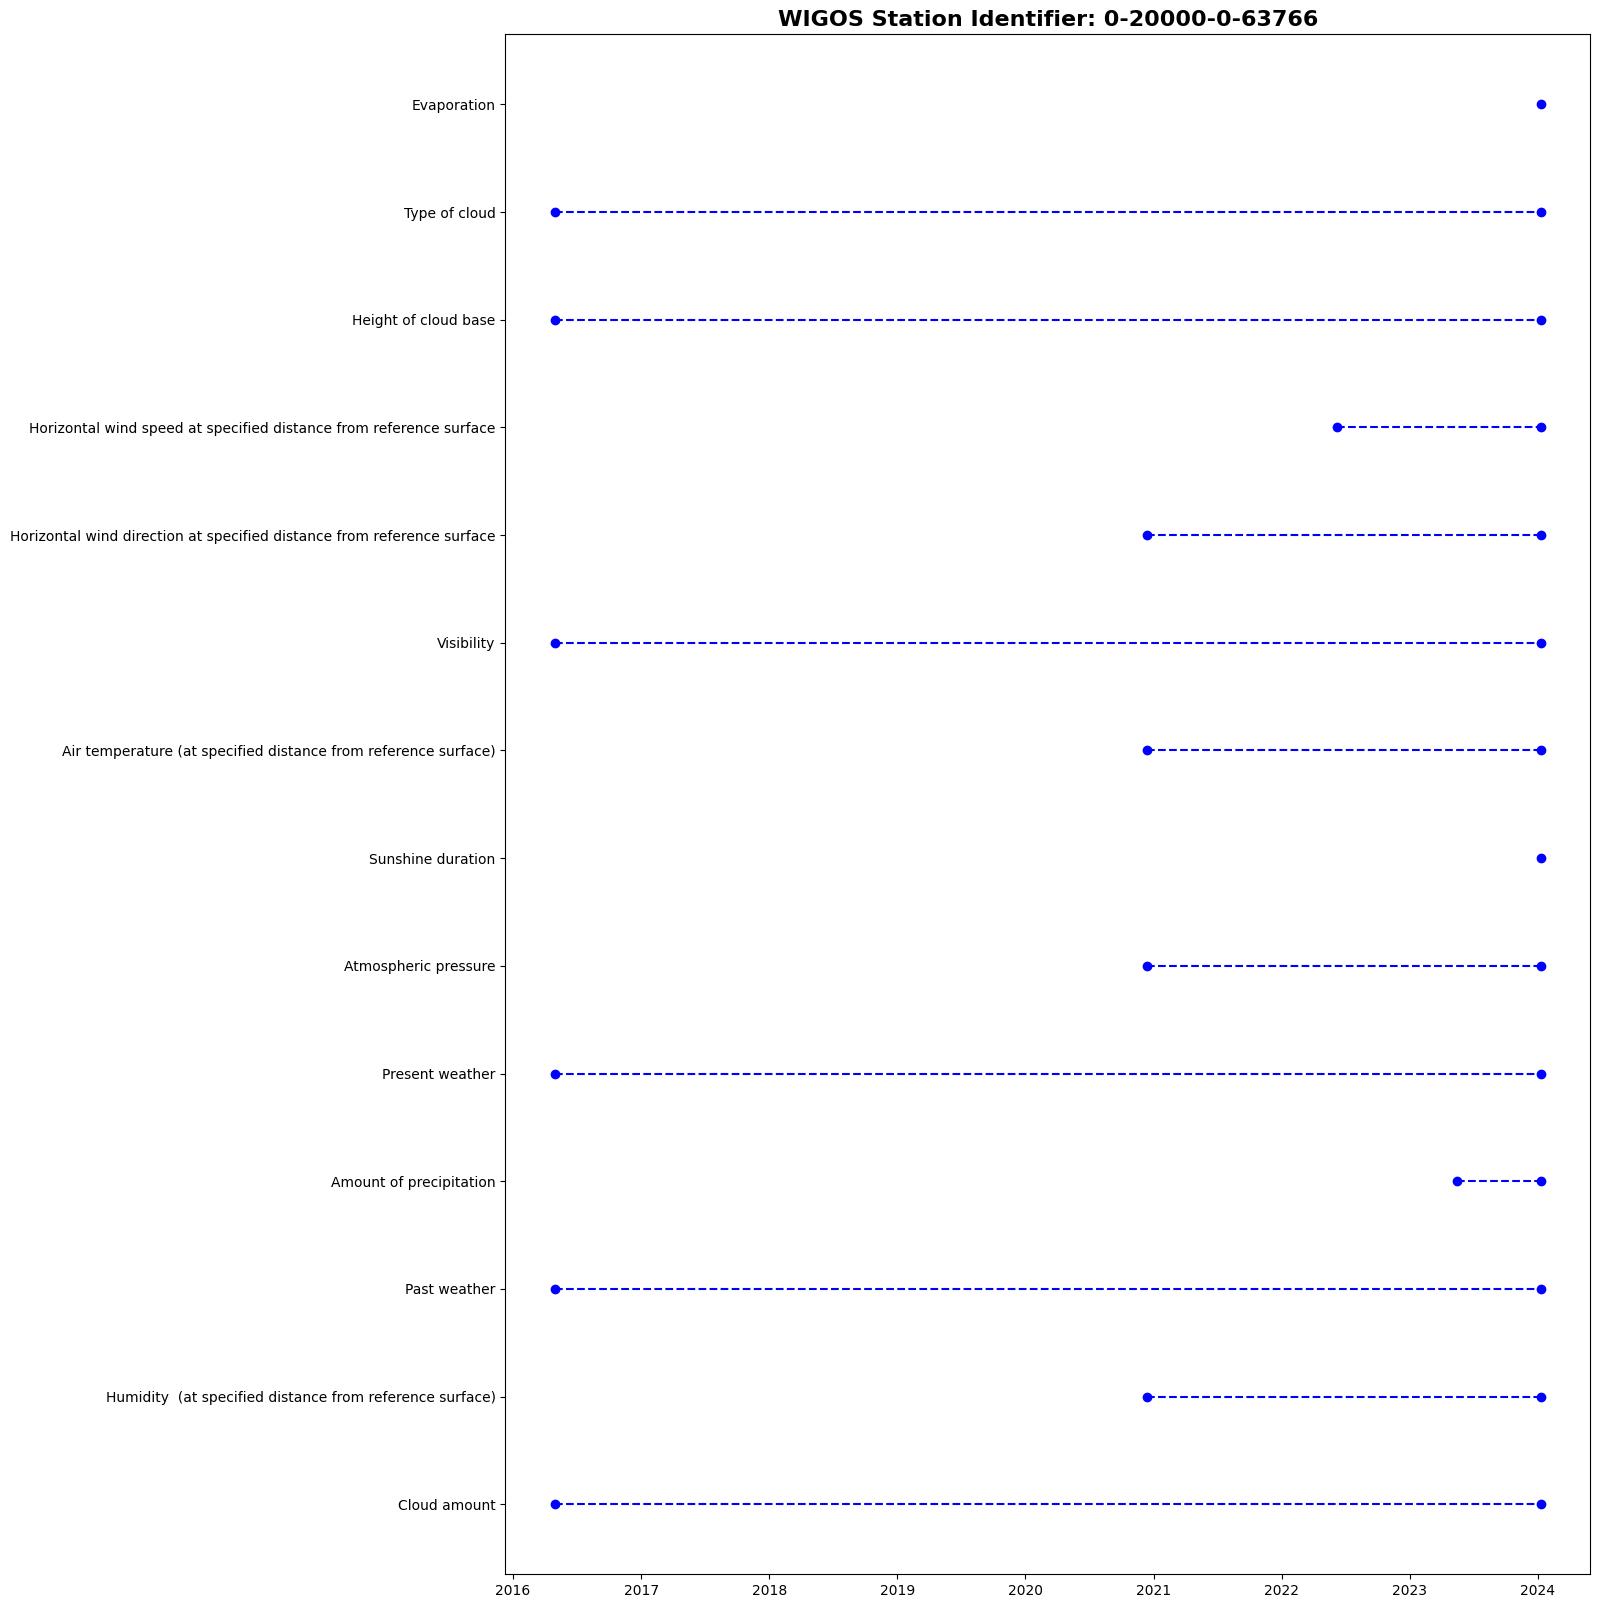 WIGOS Station Identifier: 0-20000-0-63766
Evaporation
Type of cloud
Height of cloud base
Horizontal wind speed at specified distance from reference surface
Horizontal wind direction at specified distance from reference surface
Visibility
Air temperature (at specified distance from reference surface)
Sunshine duration
Atmospheric pressure
Present weather
Amount of precipitation
Past weather
Humidity  (at specified distance from reference surface)
Cloud amount
2016 2017 2018 2019 2020 2021 2022 2023 2024